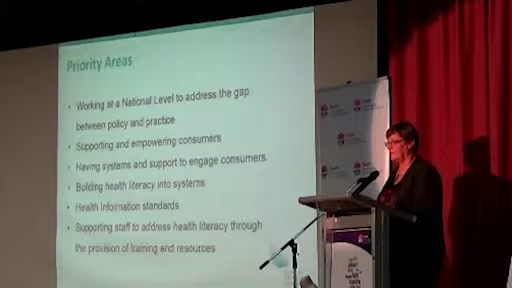 Priority Areas
• Working at a National Level to address the gap
between policy and practice
• Supporting and empowering consumers
• Having systems and support to engage consumers
• Building health literacy into systems
• Health Information standards
• Supporting staff to address health literacy through
the provision of training and resources